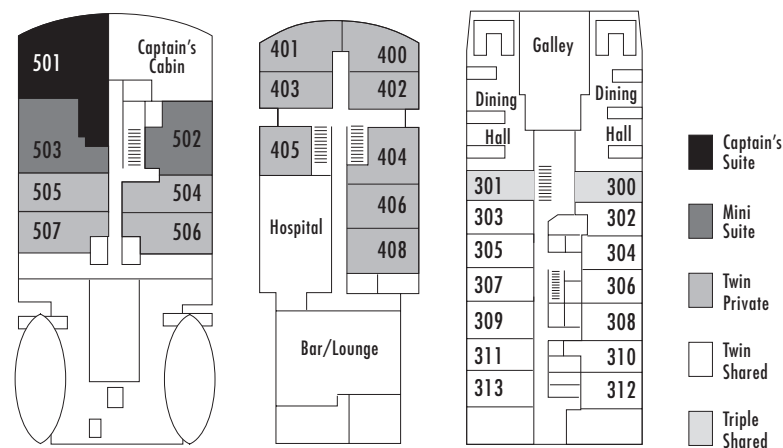 501
Captain's
Cabin
503
502
505
504
507
506
401
400
403
402
405
404
406
Hospital
408
Bar/Lounge
Galley
Dining
Hall
Dining
Hall
301
300
303
302
305
304
307
306
309
308
311
310
313
312
Captain's
Suite
Mini
Suite
Twin
Private
Twin
Shared
Triple
Shared